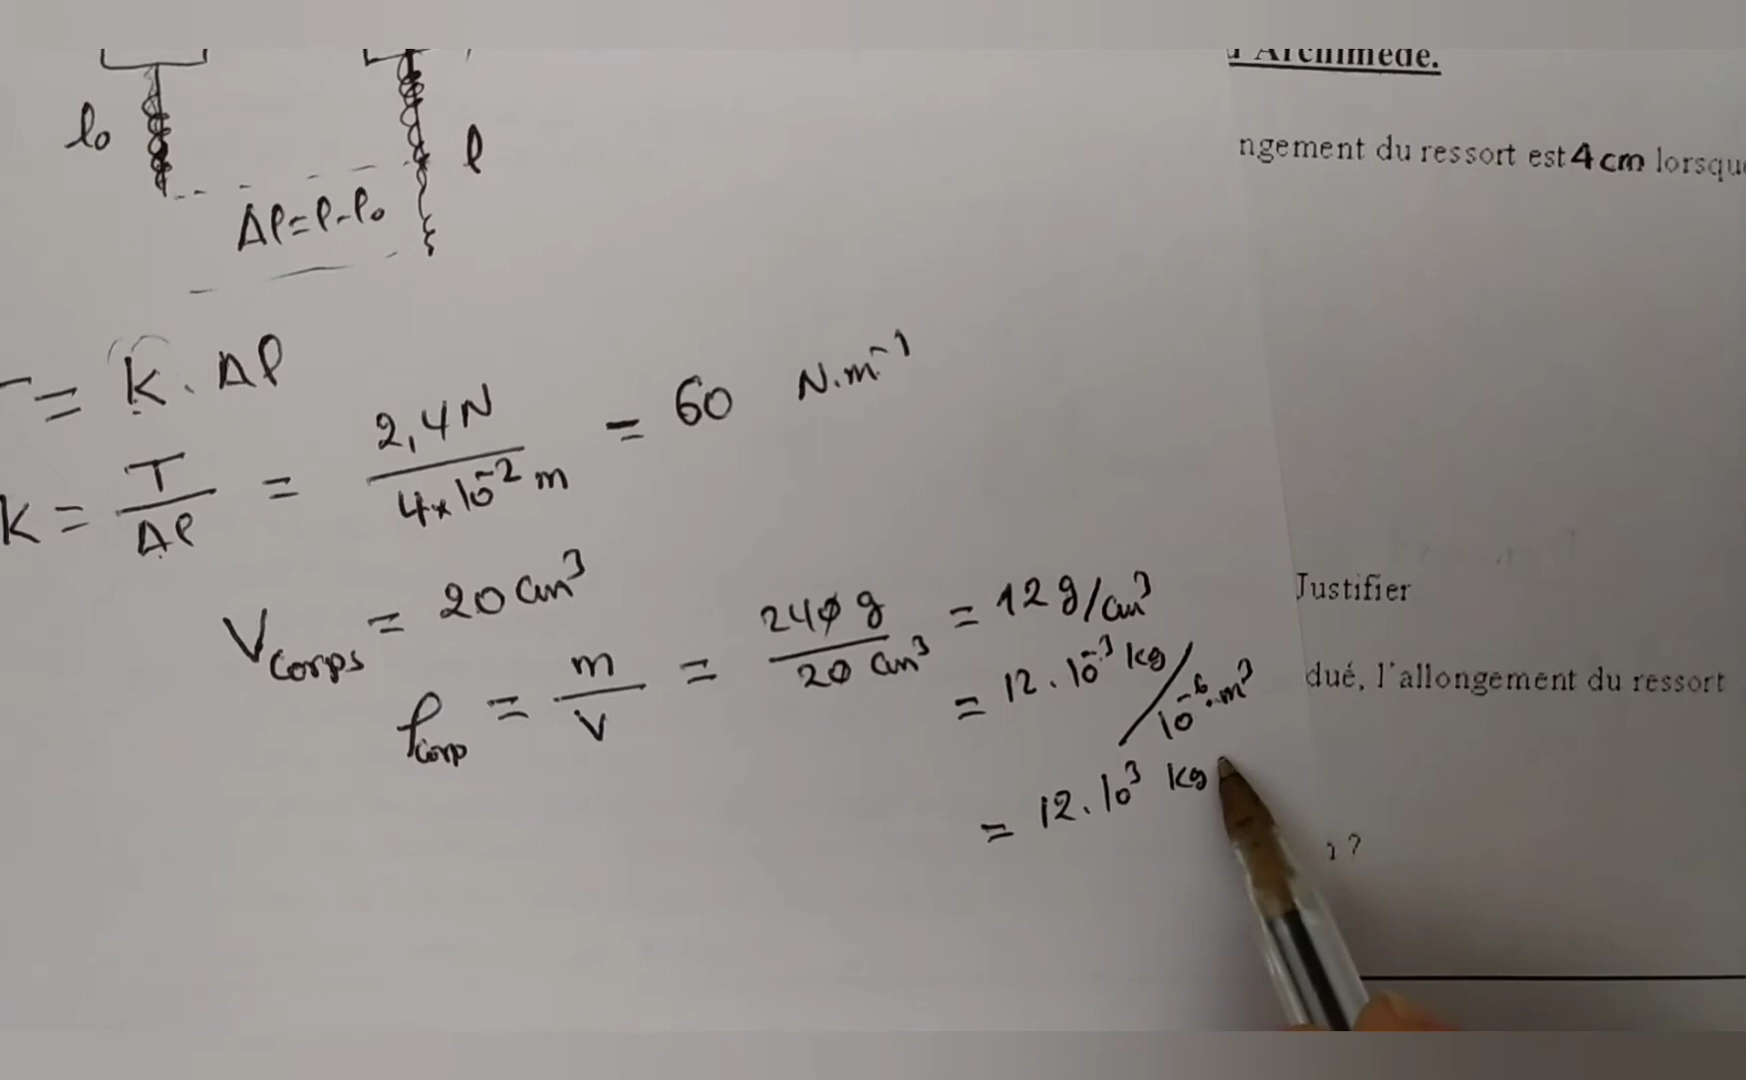 d'Archimède.
l₀
l
ngement du ressort est 4 cm lorsqu
Δl = l - l₀
= K . Δl
K = T / Δl = 2,4 N / 4×10⁻² m = 60 N.m⁻¹
V corps = 20 cm³
Justifier
ρ corp = m / V = 240 g / 20 cm³ = 12 g/cm³
= 12 . 10⁻³ kg / 10⁻⁶ . m³
dué, l'allongement du ressort
= 12 . 10³ kg
?